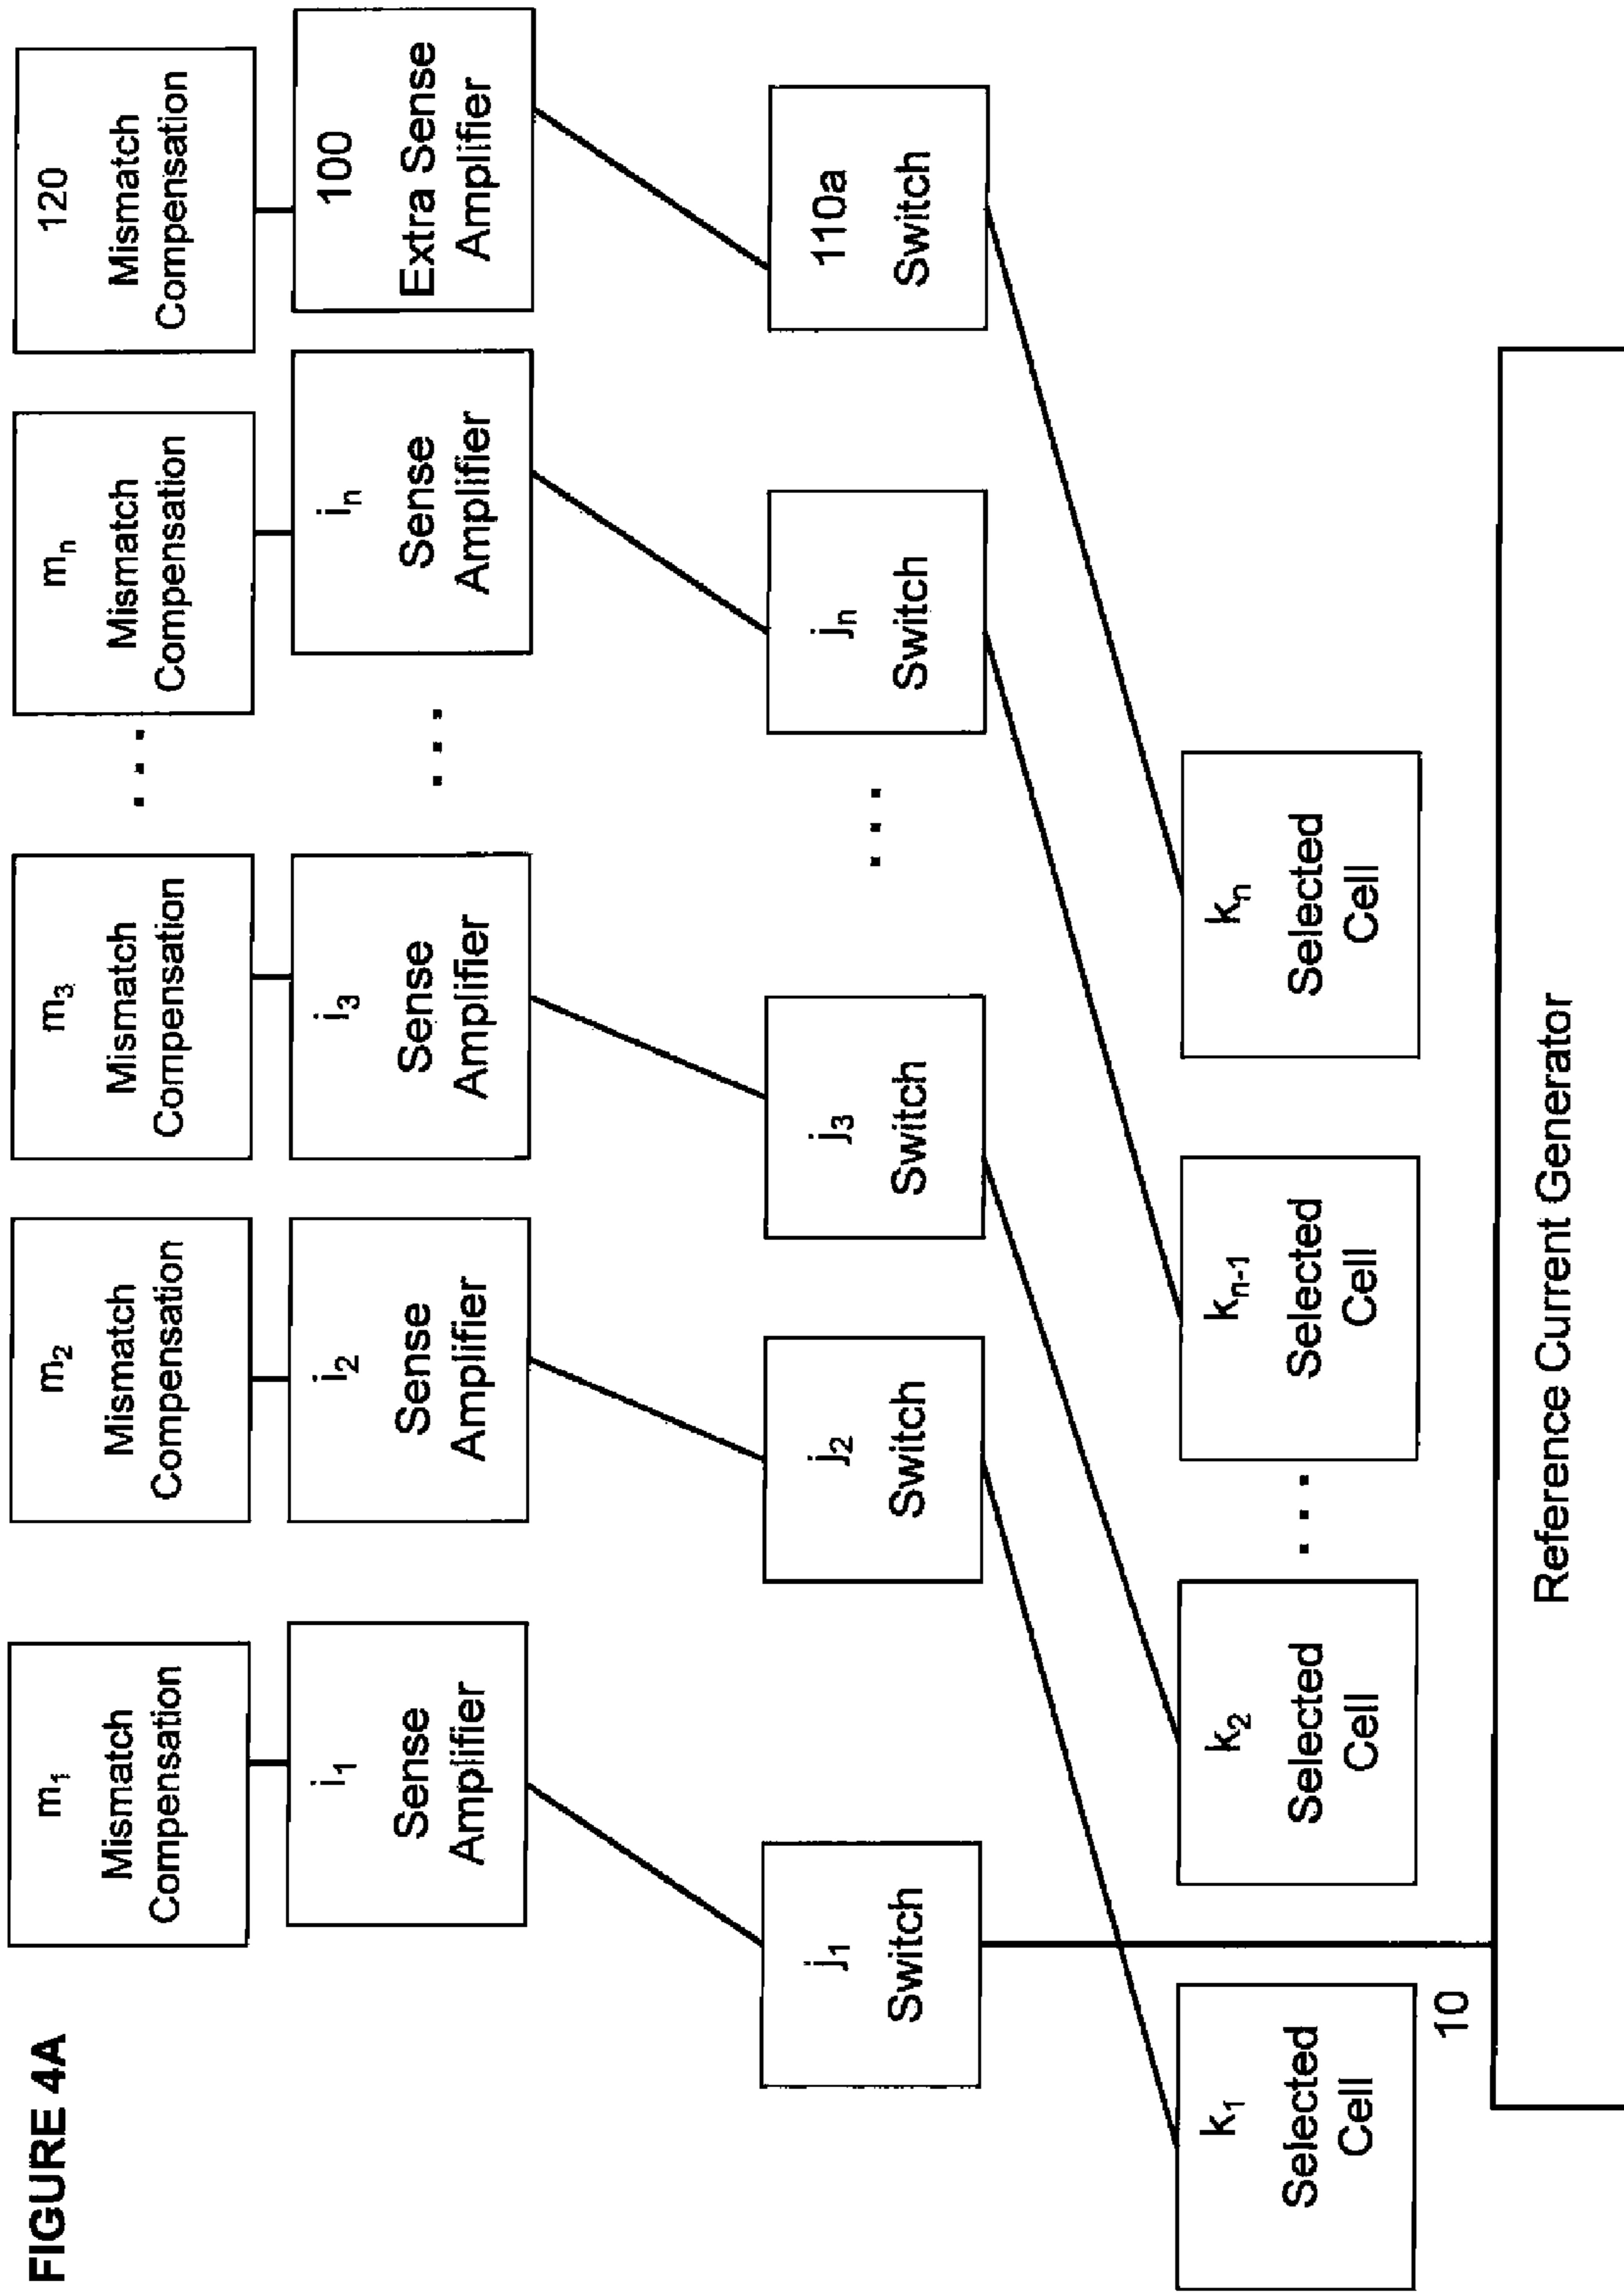 FIGURE 4A
m₁
Mismatch
Compensation
m₂
Mismatch
Compensation
m₃
Mismatch
Compensation
. . .
mₙ
Mismatch
Compensation
120
Mismatch
Compensation
i₁
Sense
Amplifier
i₂
Sense
Amplifier
i₃
Sense
Amplifier
. . .
iₙ
Sense
Amplifier
100
Extra Sense
Amplifier
j₁
Switch
j₂
Switch
j₃
Switch
. . .
jₙ
Switch
110a
Switch
k₁
Selected
Cell
k₂
Selected
Cell
. . .
kₙ₋₁
Selected
Cell
kₙ
Selected
Cell
10
Reference Current Generator